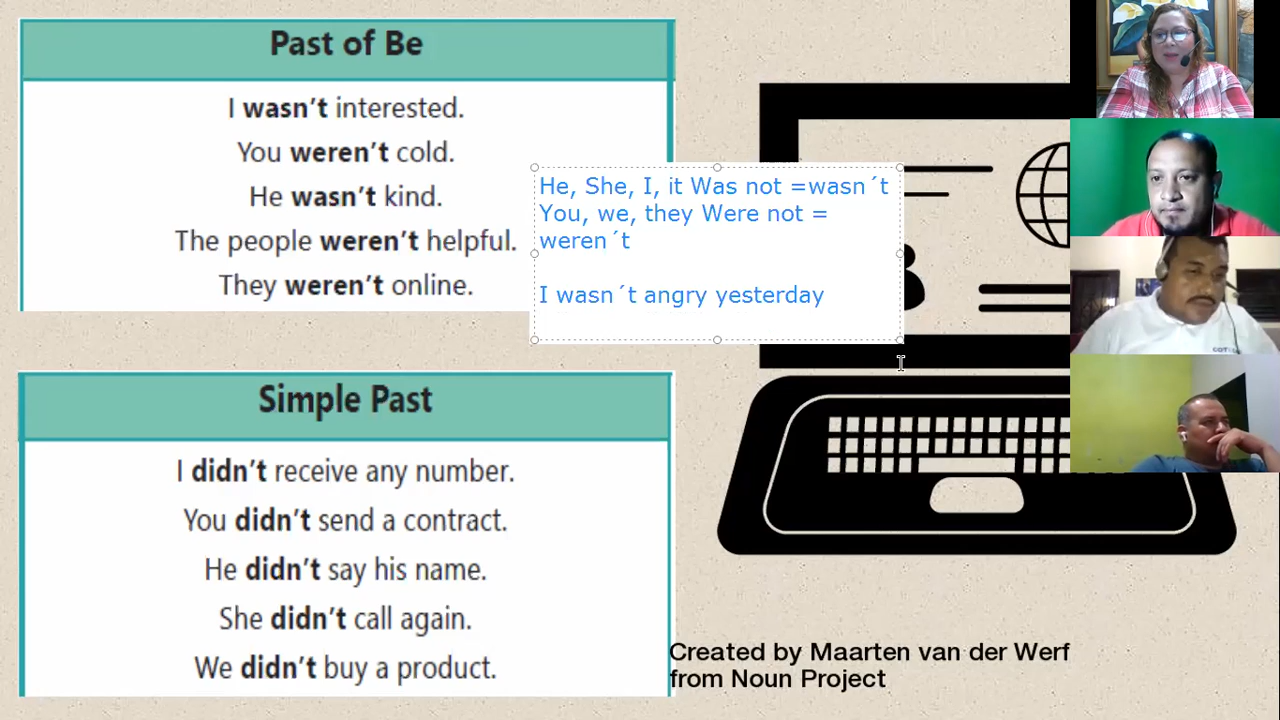 Past of Be
I wasn’t interested.
You weren’t cold.
He wasn’t kind.
The people weren’t helpful.
They weren’t online.
He, She, I, it Was not =wasn´t
You, we, they Were not =
weren´t
I wasn´t angry yesterday
Simple Past
I didn’t receive any number.
You didn’t send a contract.
He didn’t say his name.
She didn’t call again.
We didn’t buy a product.
Created by Maarten van der Werf
from Noun Project